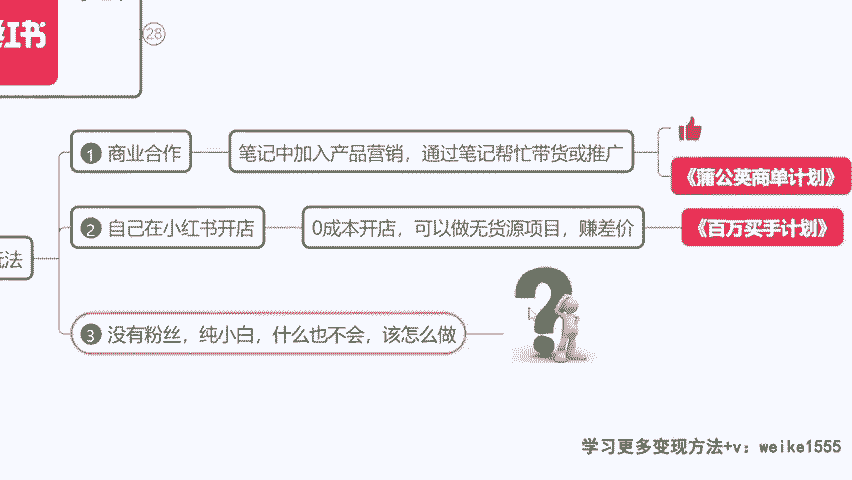 红书
28
1 商业合作
笔记中加入产品营销，通过笔记帮忙带货或推广
《蒲公英商单计划》
2 自己在小红书开店
0成本开店，可以做无货源项目，赚差价
《百万买手计划》
玩法
3 没有粉丝，纯小白，什么也不会，该怎么做
?
学习更多变现方法+v：weike1555